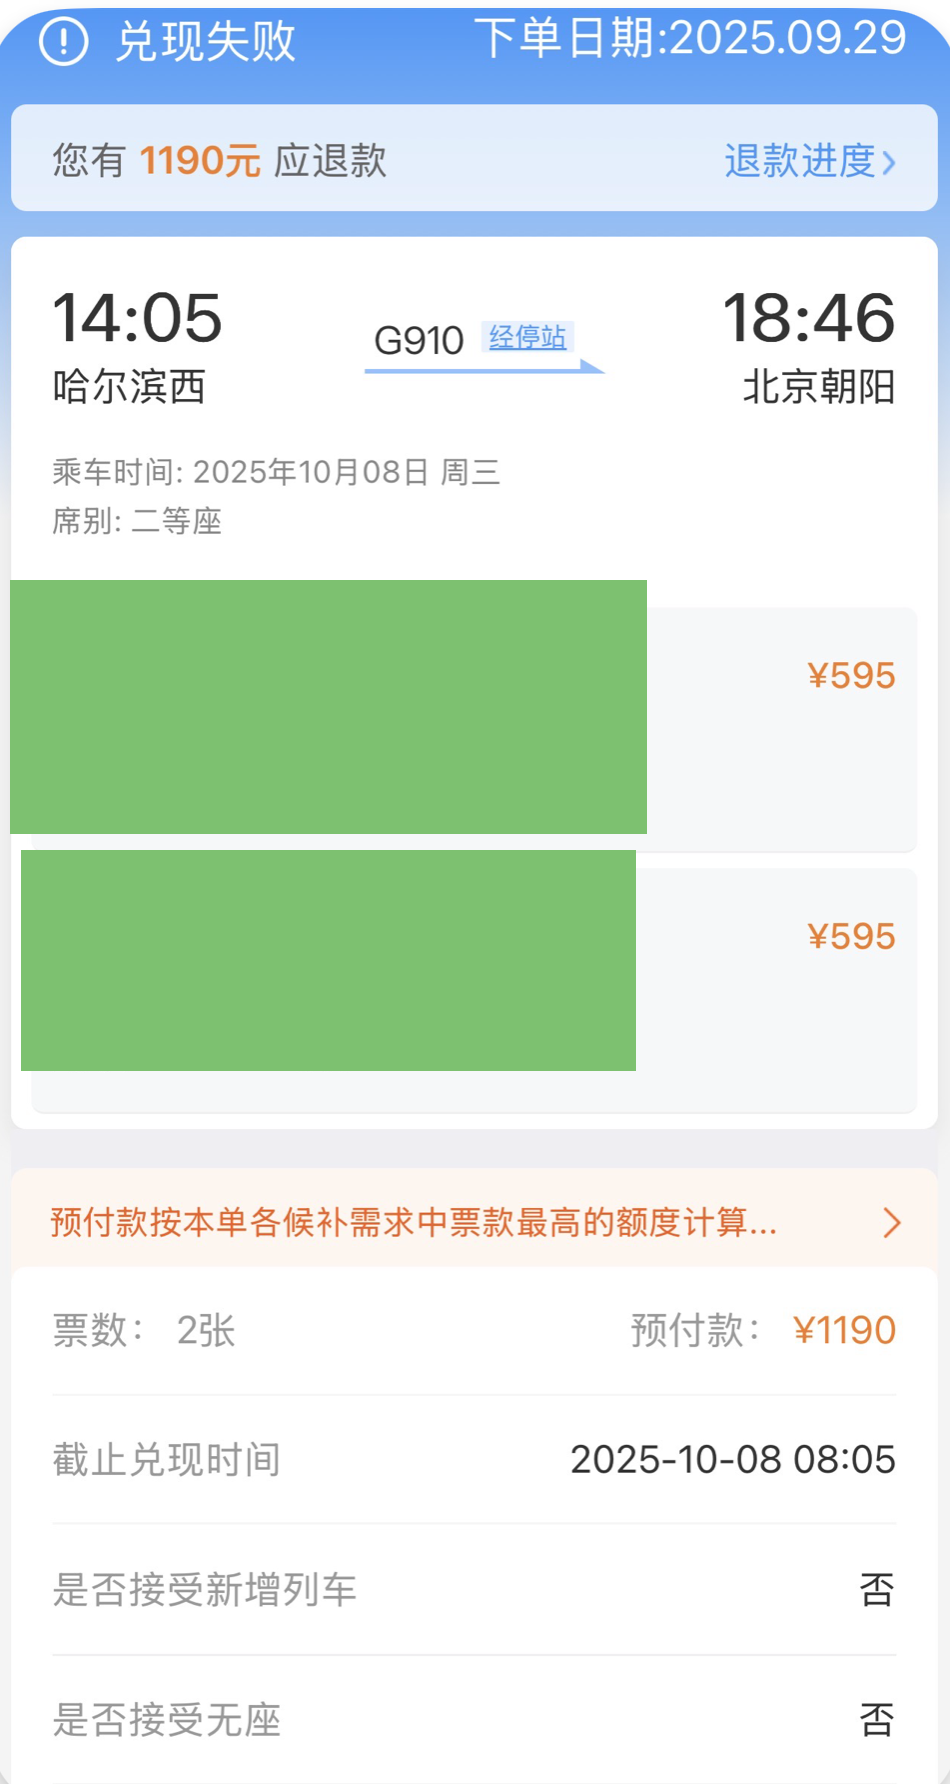 兑现失败 下单日期:2025.09.29
您有 1190元 应退款 退款进度
14:05 G910 经停站 18:46
哈尔滨西 北京朝阳
乘车时间: 2025年10月08日 周三
席别: 二等座
¥595
¥595
预付款按本单各候补需求中票款最高的额度计算...
票数： 2张 预付款： ¥1190
截止兑现时间 2025-10-08 08:05
是否接受新增列车 否
是否接受无座 否